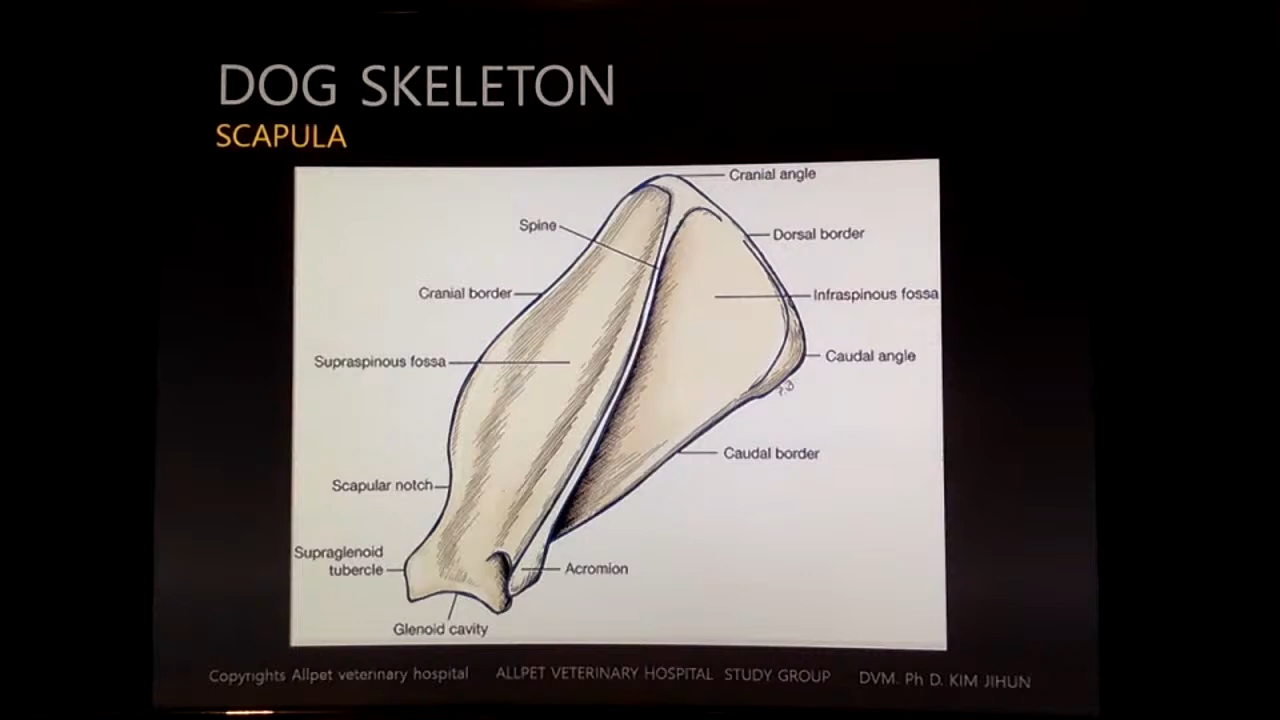 DOG SKELETON
SCAPULA
Cranial angle
Spine
Dorsal border
Cranial border
Infraspinous fossa
Supraspinous fossa
Caudal angle
Caudal border
Scapular notch
Supraglenoid
tubercle
Acromion
Glenoid cavity
Copyrights Allpet veterinary hospital ALLPET VETERINARY HOSPITAL STUDY GROUP DVM. Ph D. KIM JIHUN